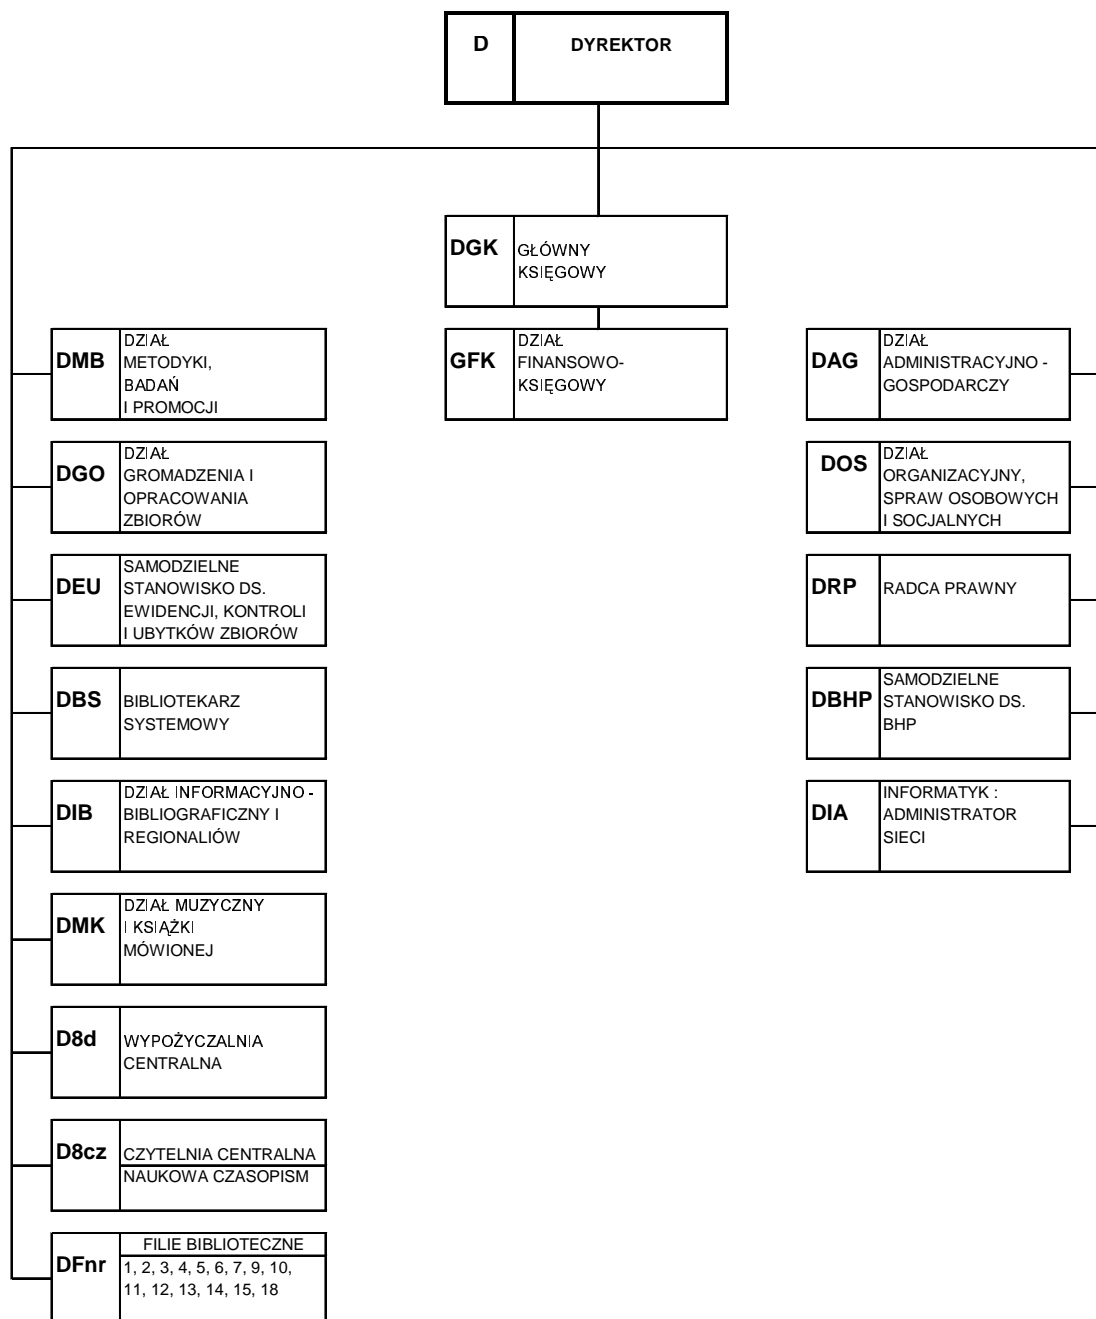 D DYREKTOR
DGK GŁÓWNY
KSIĘGOWY
GFK DZIAŁ
FINANSOWO-
KSIĘGOWY
DMB DZIAŁ
METODYKI,
BADAŃ
I PROMOCJI
DGO DZIAŁ
GROMADZENIA I
OPRACOWANIA
ZBIORÓW
DEU SAMODZIELNE
STANOWISKO DS.
EWIDENCJI, KONTROLI
I UBYTKÓW ZBIORÓW
DBS BIBLIOTEKARZ
SYSTEMOWY
DIB DZIAŁ INFORMACYJNO -
BIBLIOGRAFICZNY I
REGIONALIÓW
DMK DZIAŁ MUZYCZNY
I KSIĄŻKI
MÓWIONEJ
D8d WYPOŻYCZALNIA
CENTRALNA
D8cz CZYTELNIA CENTRALNA
NAUKOWA CZASOPISM
DFnr FILIE BIBLIOTECZNE
1, 2, 3, 4, 5, 6, 7, 9, 10,
11, 12, 13, 14, 15, 18
DAG DZIAŁ
ADMINISTRACYJNO -
GOSPODARCZY
DOS DZIAŁ
ORGANIZACYJNY,
SPRAW OSOBOWYCH
I SOCJALNYCH
DRP RADCA PRAWNY
DBHP SAMODZIELNE
STANOWISKO DS.
BHP
DIA INFORMATYK :
ADMINISTRATOR
SIECI